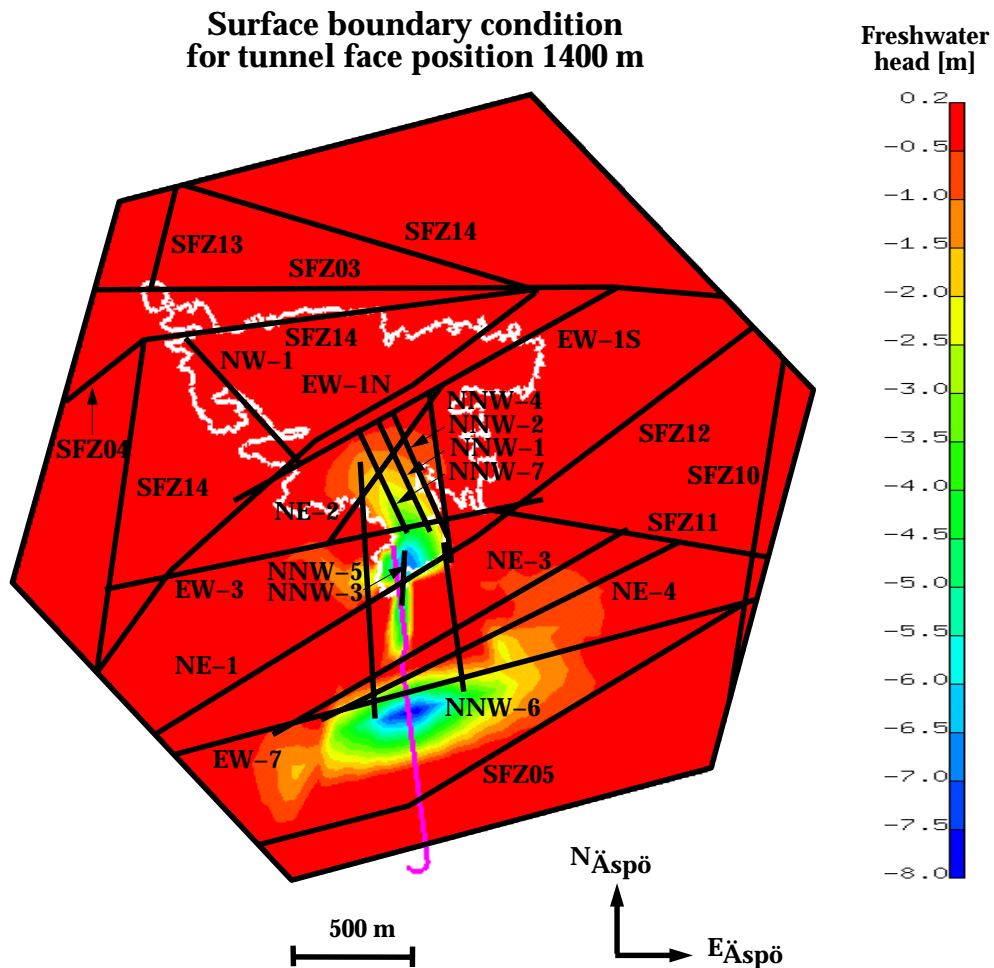 Surface boundary condition
for tunnel face position 1400 m
Freshwater
head [m]
0.2
-0.5
-1.0
-1.5
-2.0
-2.5
-3.0
-3.5
-4.0
-4.5
-5.0
-5.5
-6.0
-6.5
-7.0
-7.5
-8.0
SFZ14
SFZ13
SFZ03
SFZ14
EW-1S
NW-1
EW-1N
NNW-4
NNW-2
NNW-1
NNW-7
SFZ12
SFZ04
SFZ10
SFZ14
NE-2
SFZ11
NNW-5
NNW-3
NE-3
EW-3
NE-4
NE-1
NNW-6
EW-7
SFZ05
NÄspö
EÄspö
500 m